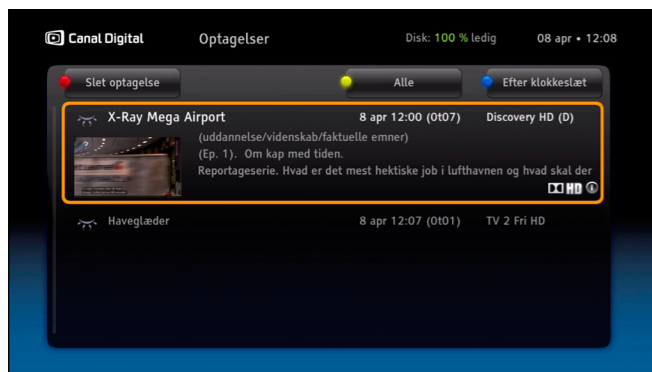 Canal Digital Optagelser Disk: 100 % ledig 08 apr • 12:08
Slet optagelse Alle Efter klokkeslæt
X-Ray Mega Airport 8 apr 12:00 (0t07) Discovery HD (D)
(uddannelse/videnskab/faktuelle emner)
(Ep. 1). Om kap med tiden.
Reportageserie. Hvad er det mest hektiske job i lufthavnen og hvad skal der
HD
Haveglæder 8 apr 12:07 (0t01) TV 2 Fri HD